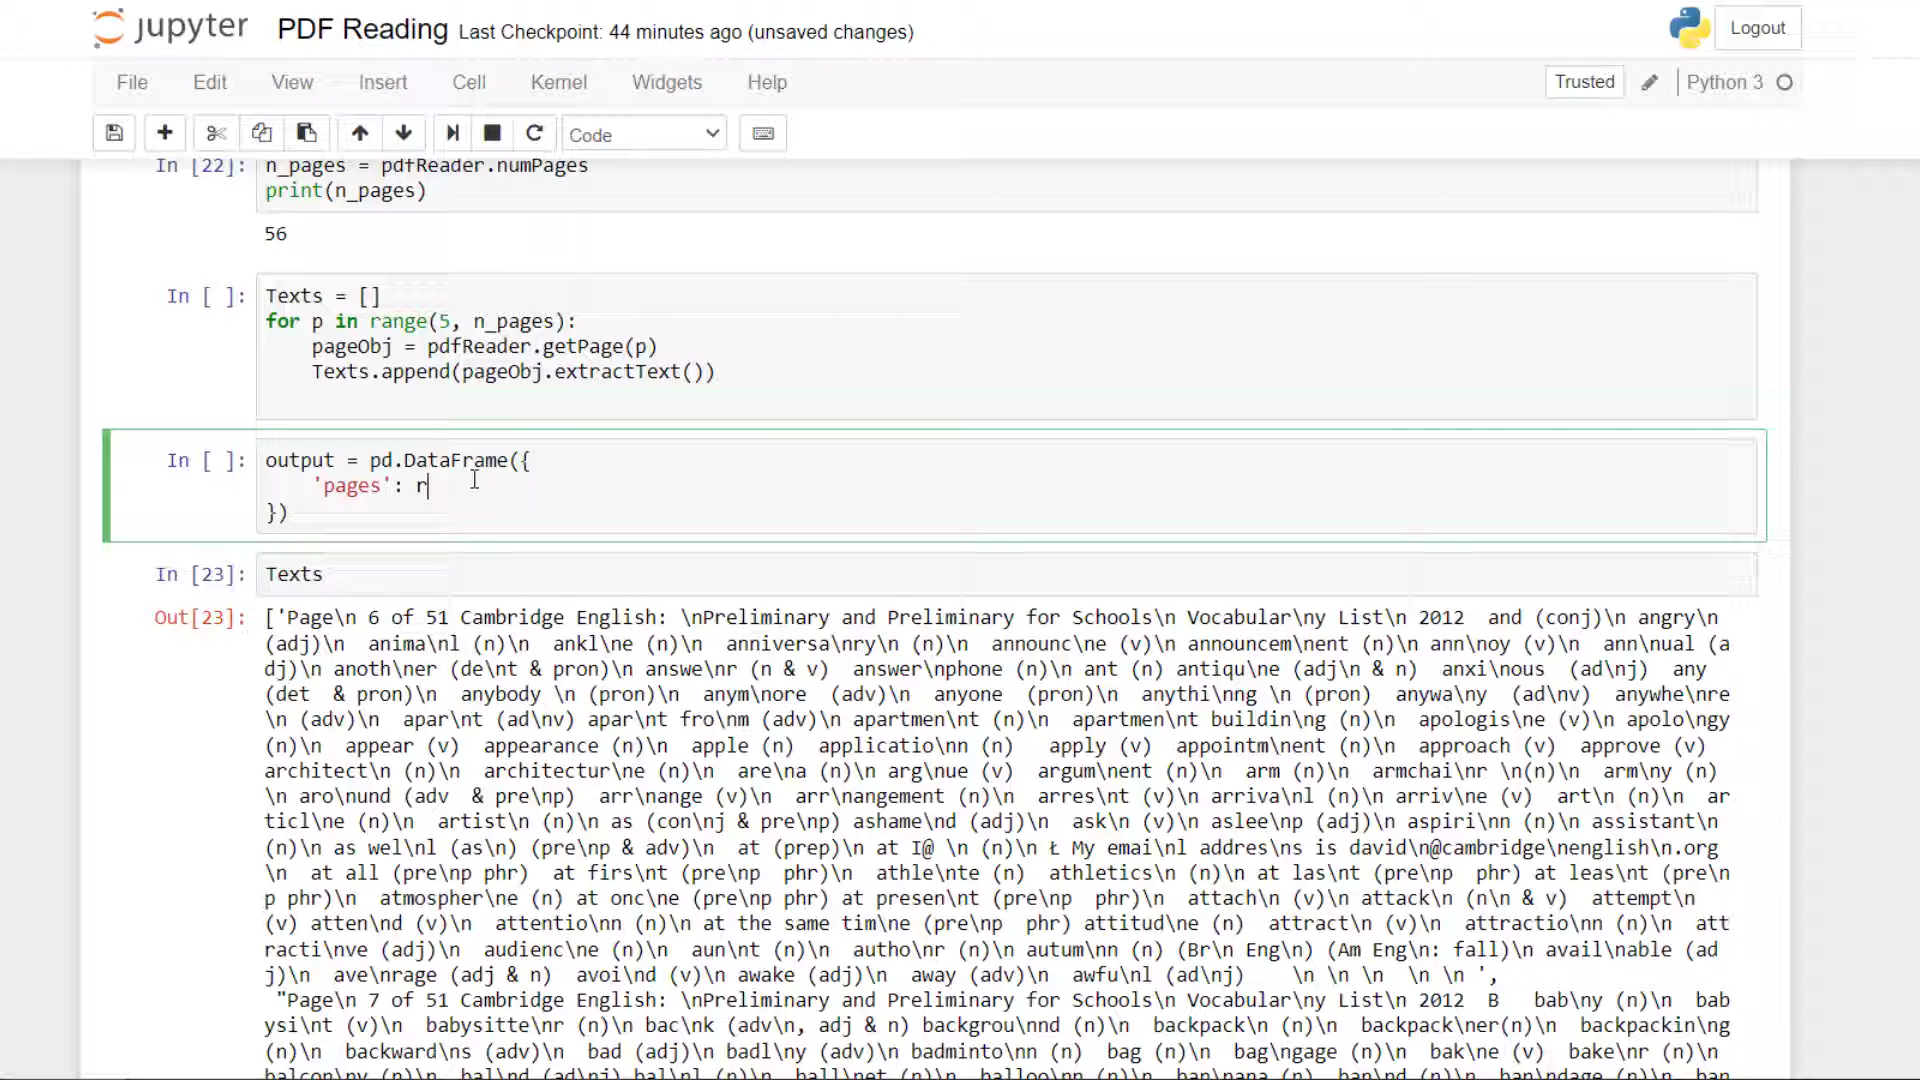 jupyter PDF Reading Last Checkpoint: 44 minutes ago (unsaved changes) Logout
File Edit View Insert Cell Kernel Widgets Help Trusted Python 3
Code
In [22]: n_pages = pdfReader.numPages
print(n_pages)
56
In [ ]: Texts = []
for p in range(5, n_pages):
    pageObj = pdfReader.getPage(p)
    Texts.append(pageObj.extractText())
In [ ]: output = pd.DataFrame({
    'pages': r
})
In [23]: Texts
Out[23]: ['Page\n 6 of 51 Cambridge English: \nPreliminary and Preliminary for Schools\n Vocabular\ny List\n 2012  and (conj)\n angry\n
(adj)\n  anima\nl (n)\n  ankl\ne (n)\n  anniversa\nry\n (n)\n  announc\ne (v)\n announcem\nent (n)\n  ann\noy (v)\n  ann\nual (a
dj)\n anoth\ner (de\nt & pron)\n  answe\nr (n & v)  answer\nphone (n)\n ant (n) antiqu\ne (adj\n & n)  anxi\nous  (ad\nj)  any
(det  & pron)\n  anybody \n (pron)\n  anym\nore  (adv)\n  anyone  (pron)\n  anythi\nng \n (pron)  anywa\ny  (ad\nv)  anywhe\nre
\n (adv)\n  apar\nt (ad\nv) apar\nt fro\nm (adv)\n apartmen\nt (n)\n  apartmen\nt buildin\ng (n)\n  apologis\ne (v)\n apolo\ngy
(n)\n  appear (v)  appearance (n)\n  apple (n)  applicatio\nn (n)   apply (v)  appointm\nent (n)\n  approach (v)  approve (v)
architect\n (n)\n  architectur\ne (n)\n  are\na (n)\n arg\nue (v)  argum\nent (n)\n  arm (n)\n  armchai\nr \n(n)\n  arm\ny (n)
\n aro\nund (adv  & pre\np)  arr\nange (v)\n  arr\nangement (n)\n  arres\nt (v)\n arriva\nl (n)\n arriv\ne (v)  art\n (n)\n  ar
ticl\ne (n)\n  artist\n (n)\n as (con\nj & pre\np) ashame\nd (adj)\n  ask\n (v)\n aslee\np (adj)\n aspiri\nn (n)\n assistant\n
(n)\n as wel\nl (as\n) (pre\np & adv)\n  at (prep)\n at I@ \n (n)\n Ł My emai\nl addres\ns is david\n@cambridge\nenglish\n.org
\n  at all (pre\np phr)  at firs\nt (pre\np  phr)\n  athle\nte (n)  athletics\n (n)\n at las\nt (pre\np  phr) at leas\nt (pre\n
p phr)\n  atmospher\ne (n) at onc\ne (pre\np phr) at presen\nt (pre\np  phr)\n  attach\n (v)\n attack\n (n\n & v)  attempt\n
(v) atten\nd (v)\n  attentio\nn (n)\n  at the same tim\ne (pre\np  phr) attitud\ne (n)  attract\n (v)\n  attractio\nn (n)\n  att
racti\nve (adj)\n  audienc\ne (n)\n  aun\nt (n)\n  autho\nr (n)\n autum\nn (n) (Br\n Eng\n) (Am Eng\n: fall)\n avail\nable (ad
j)\n  ave\nrage (adj & n)  avoi\nd (v)\n awake (adj)\n  away (adv)\n  awfu\nl (ad\nj)    \n \n \n  \n \n ',
"Page\n 7 of 51 Cambridge English: \nPreliminary and Preliminary for Schools\n Vocabular\ny List\n 2012  B   bab\ny (n)\n  bab
ysi\nt (v)\n  babysitte\nr (n)\n bac\nk (adv\n, adj & n) backgrou\nnd (n)\n  backpack\n (n)\n  backpack\ner(n)\n  backpackin\ng
(n)\n  backward\ns (adv)\n  bad (adj)\n badl\ny (adv)\n badminto\nn (n)  bag (n)\n  bag\ngage (n)\n  bak\ne (v)  bake\nr (n)\n